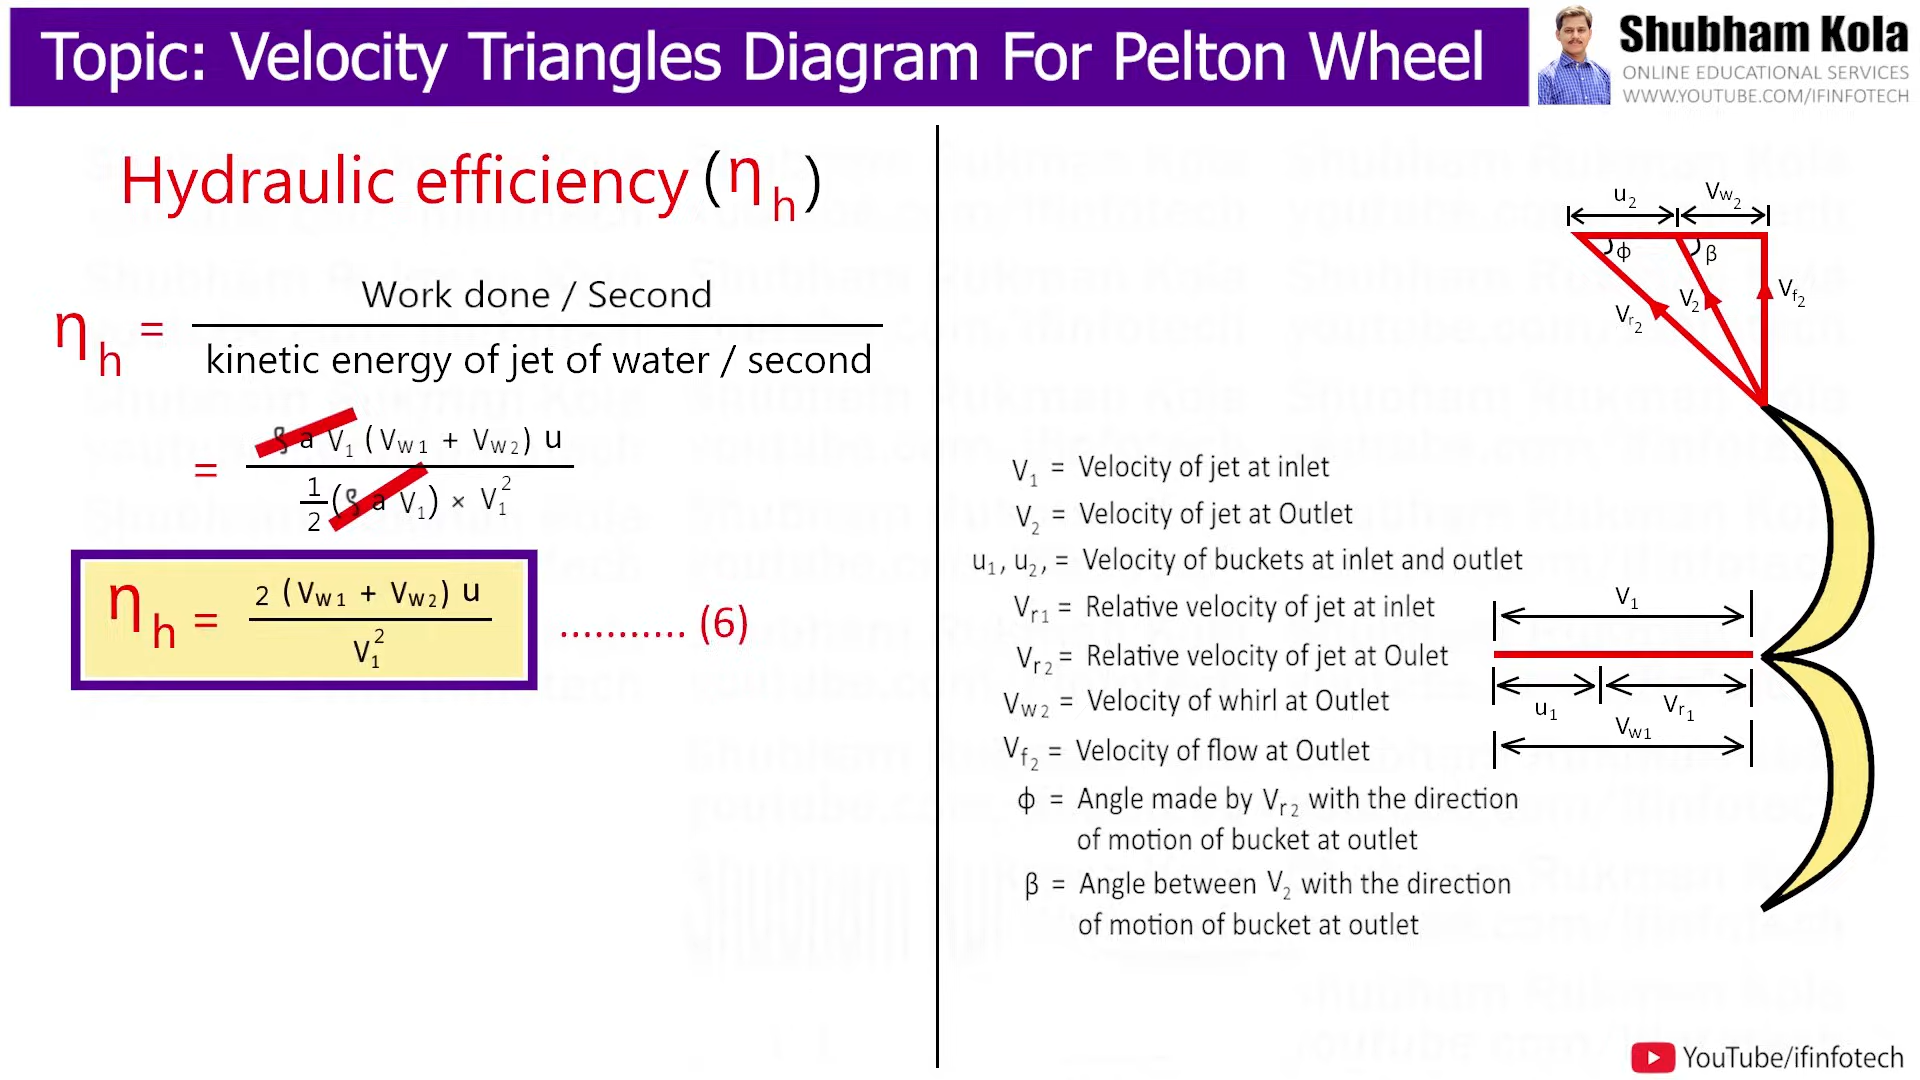 Topic: Velocity Triangles Diagram For Pelton Wheel
Shubham Kola
ONLINE EDUCATIONAL SERVICES
WWW.YOUTUBE.COM/IFINFOTECH
Hydraulic efficiency (η_h)
η_h = Work done / Second
kinetic energy of jet of water / second
= ρ a V₁ (V_w1 + V_w2) u
1/2 (ρ a V₁) × V₁²
η_h = 2 (V_w1 + V_w2) u
V₁²
........... (6)
u₂ V_w2
ϕ β
V_r2 V₂ V_f2
V₁ = Velocity of jet at inlet
V₂ = Velocity of jet at Outlet
u₁, u₂, = Velocity of buckets at inlet and outlet
V_r1 = Relative velocity of jet at inlet
V_r2 = Relative velocity of jet at Oulet
V_w2 = Velocity of whirl at Outlet
V_f2 = Velocity of flow at Outlet
ϕ = Angle made by V_r2 with the direction
of motion of bucket at outlet
β = Angle between V₂ with the direction
of motion of bucket at outlet
V₁
u₁ V_r1
V_w1
YouTube/ifinfotech